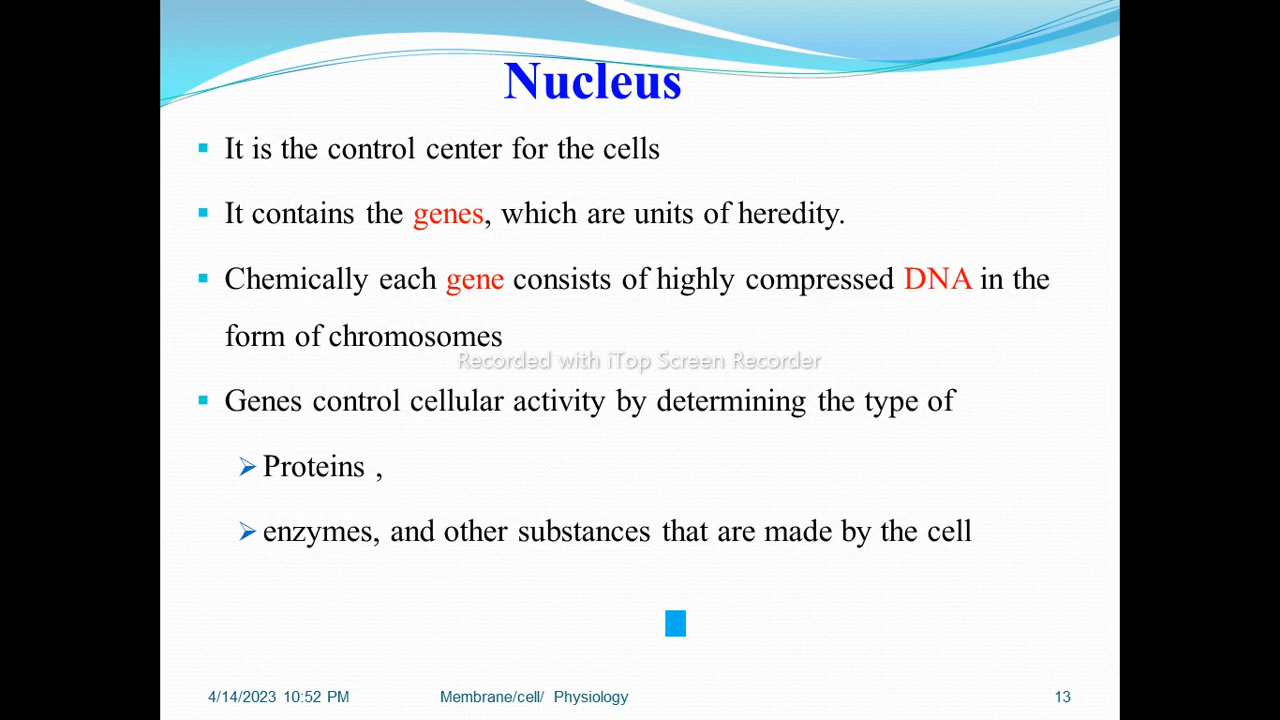 Nucleus
It is the control center for the cells
It contains the genes, which are units of heredity.
Chemically each gene consists of highly compressed DNA in the
form of chromosomes
Recorded with iTop Screen Recorder
Genes control cellular activity by determining the type of
Proteins ,
enzymes, and other substances that are made by the cell
4/14/2023 10:52 PM Membrane/cell/ Physiology 13